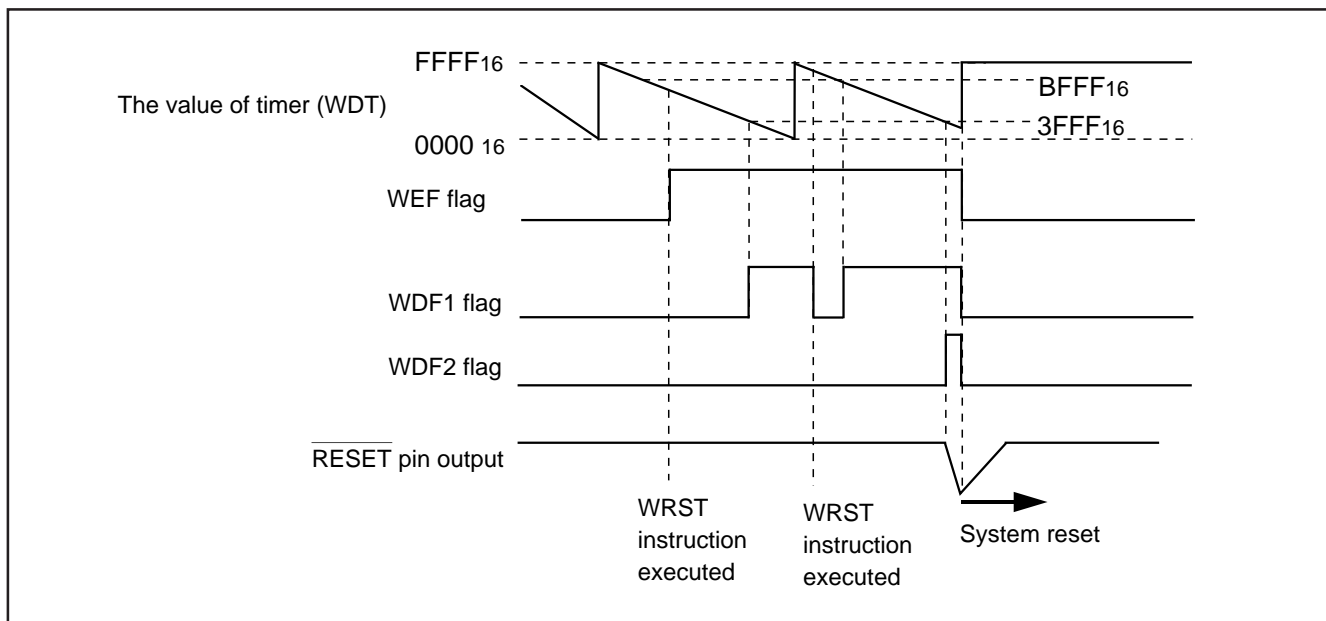 FFFF16
BFFF16
The value of timer (WDT)
3FFF16
0000 16
WEF flag
WDF1 flag
WDF2 flag
RESET pin output
WRST
instruction
executed
WRST
instruction
executed
System reset